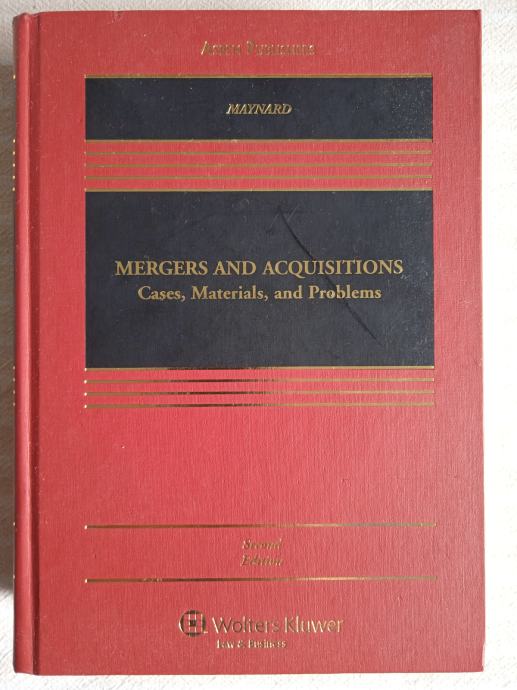 Aspen Publishers
MAYNARD
MERGERS AND ACQUISITIONS
Cases, Materials, and Problems
Second
Edition
Wolters Kluwer
Law & Business